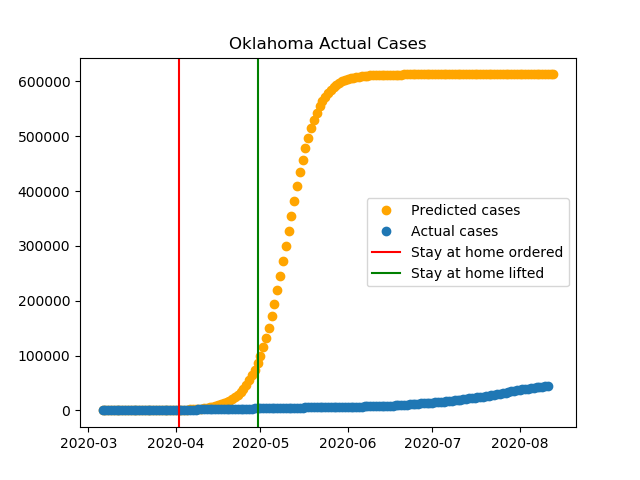 Oklahoma Actual Cases
600000
500000
400000
300000
200000
100000
0
Predicted cases
Actual cases
Stay at home ordered
Stay at home lifted
2020-03 2020-04 2020-05 2020-06 2020-07 2020-08